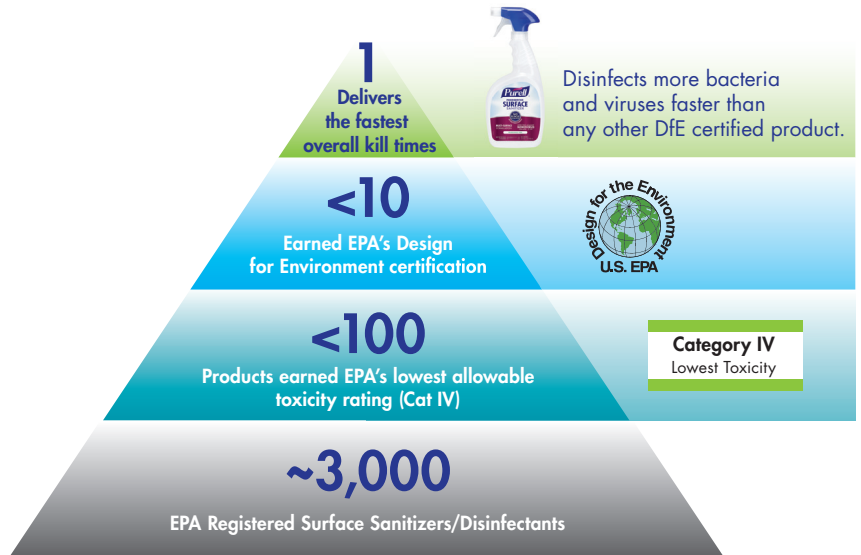 1
Delivers
the fastest
overall kill times
Purell
SURFACE
Disinfects more bacteria
and viruses faster than
any other DfE certified product.
<10
Earned EPA's Design
for Environment certification
Design for the Environment
U.S. EPA
<100
Products earned EPA's lowest allowable
toxicity rating (Cat IV)
Category IV
Lowest Toxicity
~3,000
EPA Registered Surface Sanitizers/Disinfectants